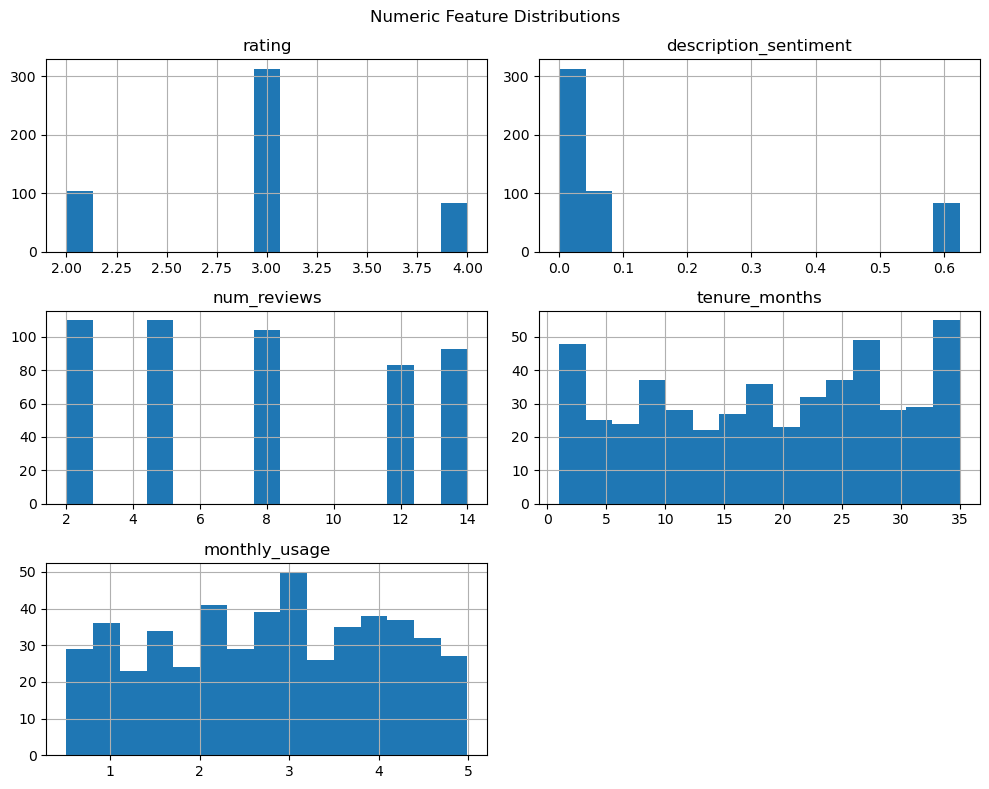 Numeric Feature Distributions
rating
300
200
100
0
2.00 2.25 2.50 2.75 3.00 3.25 3.50 3.75 4.00
description_sentiment
300
200
100
0
0.0 0.1 0.2 0.3 0.4 0.5 0.6
num_reviews
100
80
60
40
20
0
2 4 6 8 10 12 14
tenure_months
50
40
30
20
10
0
0 5 10 15 20 25 30 35
monthly_usage
50
40
30
20
10
0
1 2 3 4 5